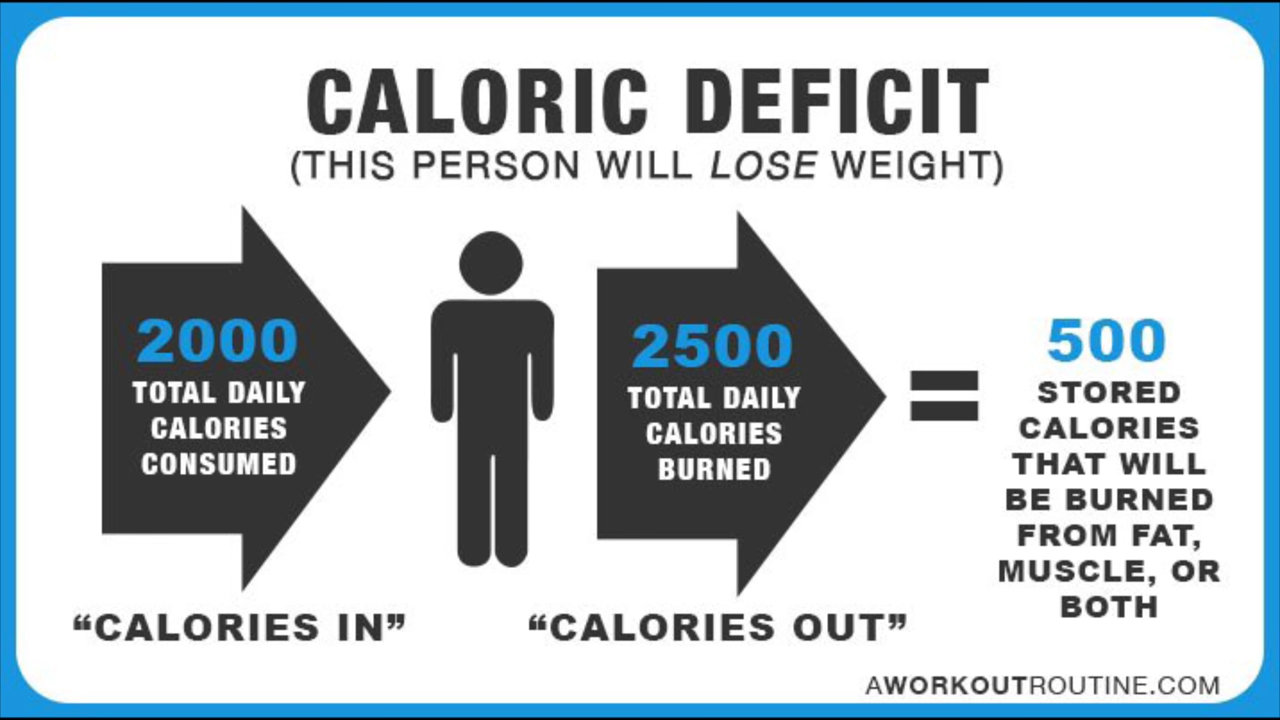 CALORIC DEFICIT
(THIS PERSON WILL LOSE WEIGHT)
2000
TOTAL DAILY
CALORIES
CONSUMED
“CALORIES IN”
2500
TOTAL DAILY
CALORIES
BURNED
“CALORIES OUT”
=
500
STORED
CALORIES
THAT WILL
BE BURNED
FROM FAT,
MUSCLE, OR
BOTH
AWORKOUTROUTINE.COM